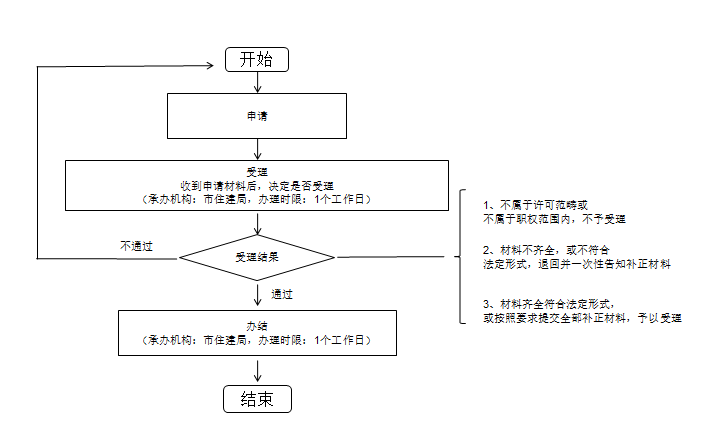 开始
申请
受理
收到申请材料后，决定是否受理
（承办机构：市住建局，办理时限：1个工作日）
1、不属于许可范畴或
不属于职权范围内，不予受理
不通过
受理结果
2、材料不齐全，或不符合
法定形式，退回并一次性告知补正材料
通过
3、材料齐全符合法定形式，
或按照要求提交全部补正材料，予以受理
办结
（承办机构：市住建局，办理时限：1个工作日）
结束